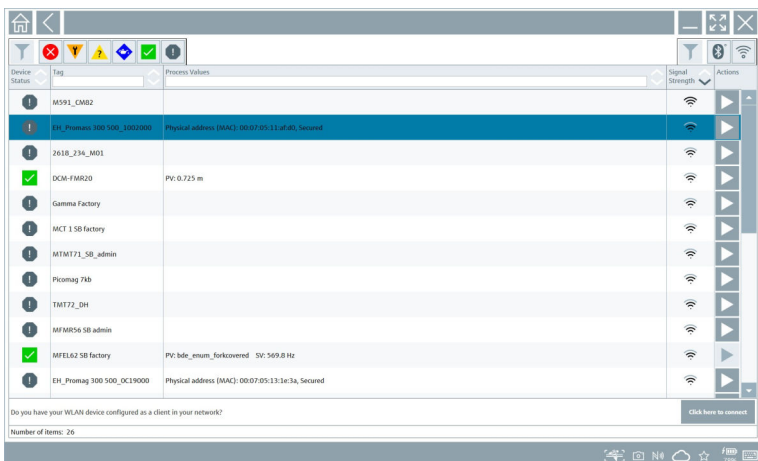 Device Status
Tag
Process Values
Signal Strength
Actions
M591_CM82
EH_Promass 300 500_1002000 Physical address (MAC): 00:07:05:11:af:d0, Secured
2618_234_M01
DCM-FMR20 PV: 0.725 m
Gamma Factory
MCT 1 SB factory
MTMT71_SB_admin
Picomag 7kb
TMT72_DH
MFMR56 SB admin
MFEL62 SB factory PV: bde_enum_forkcovered SV: 569.8 Hz
EH_Promag 300 500_0C19000 Physical address (MAC): 00:07:05:13:1e:3a, Secured
Do you have your WLAN device configured as a client in your network? Click here to connect
Number of items: 26